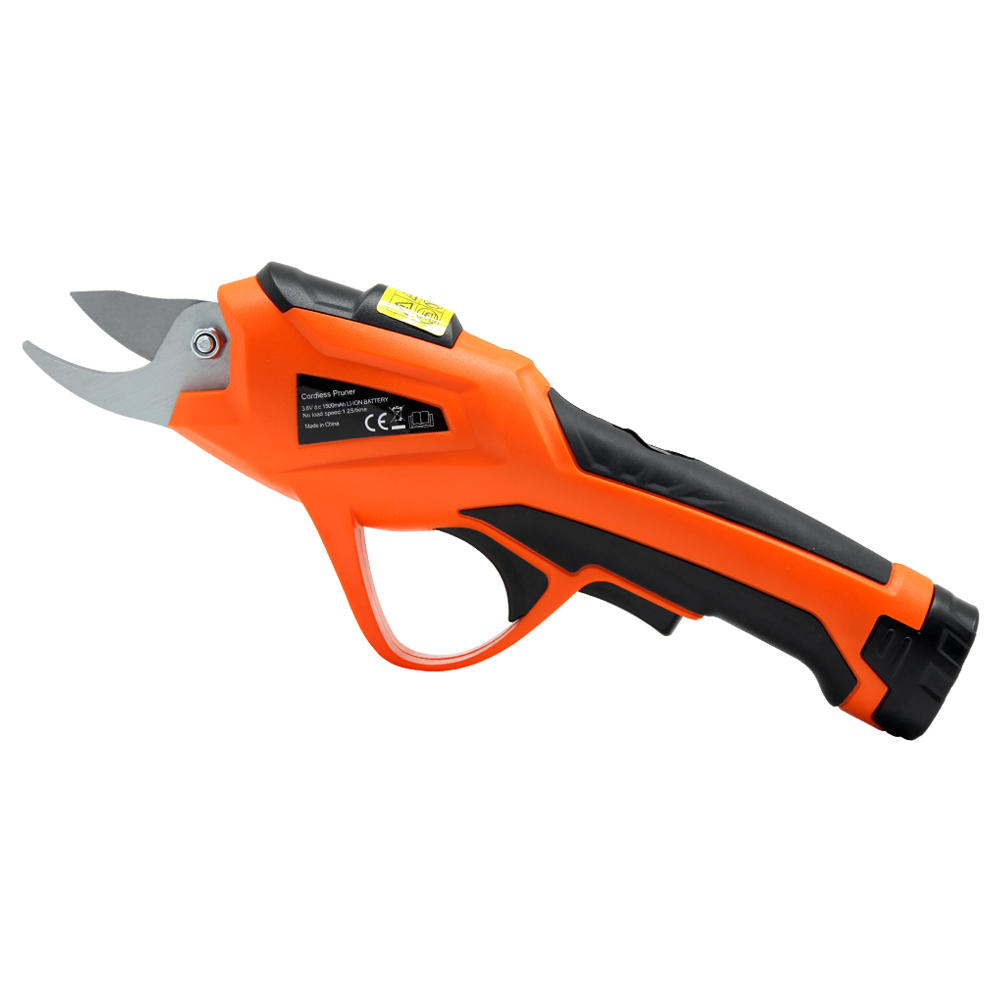 Cordless Pruner
3.6V d.c 1500mAh LI-ION BATTERY
No load speed:1.2S/time
Made in China
CE